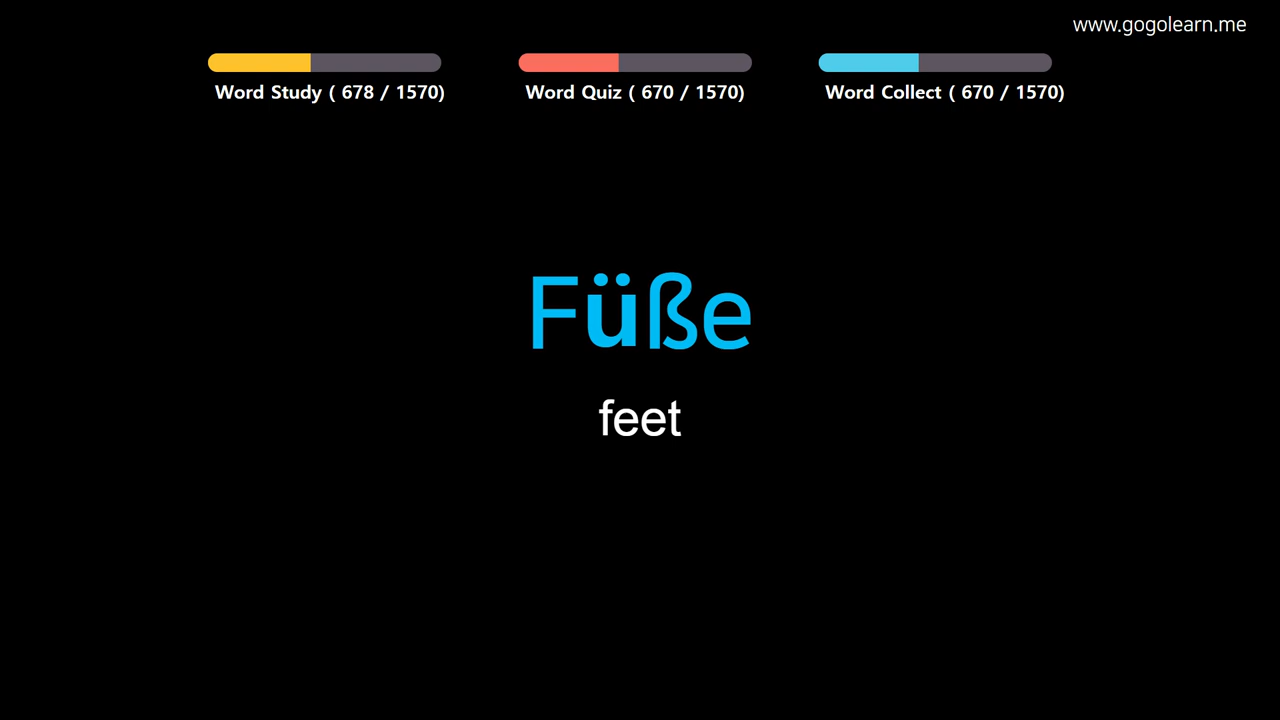 www.gogolearn.me
Word Study ( 678 / 1570)
Word Quiz ( 670 / 1570)
Word Collect ( 670 / 1570)
Füße
feet